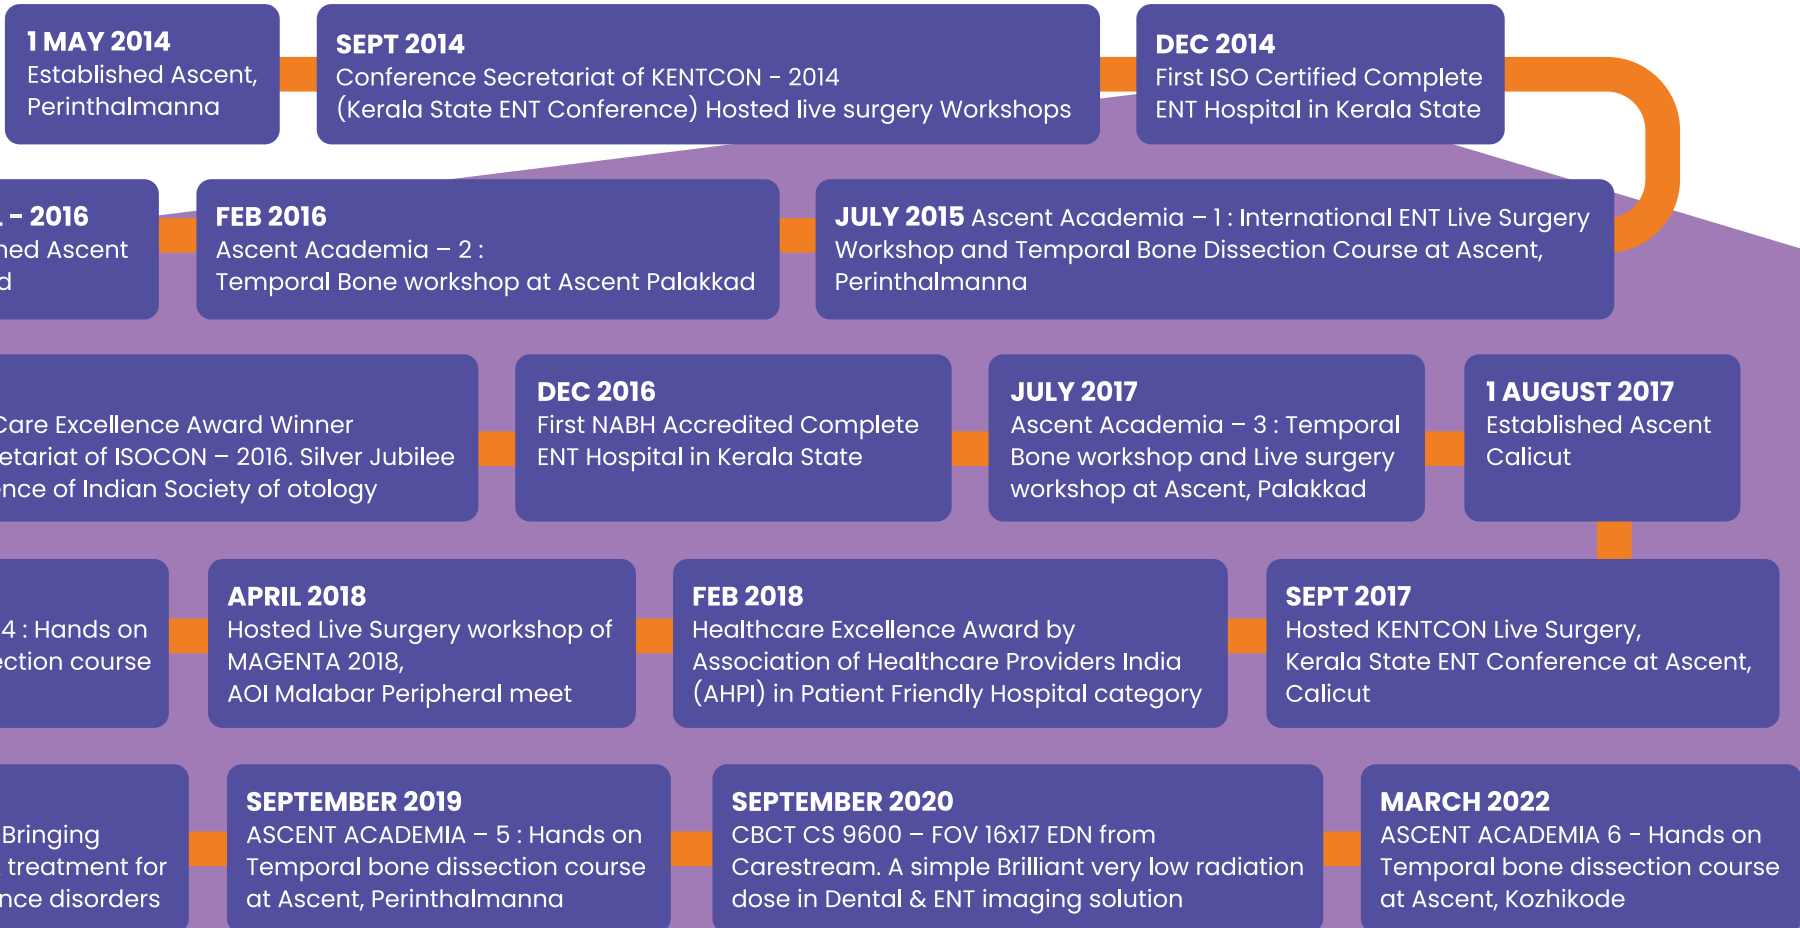 1 MAY 2014
Established Ascent,
Perinthalmanna
SEPT 2014
Conference Secretariat of KENTCON - 2014
(Kerala State ENT Conference) Hosted live surgery Workshops
DEC 2014
First ISO Certified Complete
ENT Hospital in Kerala State
- 2016
Ascent
FEB 2016
Ascent Academia – 2 :
Temporal Bone workshop at Ascent Palakkad
JULY 2015 Ascent Academia – 1 : International ENT Live Surgery
Workshop and Temporal Bone Dissection Course at Ascent,
Perinthalmanna
Care Excellence Award Winner
of ISOCON – 2016. Silver Jubilee
of Indian Society of otology
DEC 2016
First NABH Accredited Complete
ENT Hospital in Kerala State
JULY 2017
Ascent Academia – 3 : Temporal
Bone workshop and Live surgery
workshop at Ascent, Palakkad
1 AUGUST 2017
Established Ascent
Calicut
4 : Hands on
course
APRIL 2018
Hosted Live Surgery workshop of
MAGENTA 2018,
AOI Malabar Peripheral meet
FEB 2018
Healthcare Excellence Award by
Association of Healthcare Providers India
(AHPI) in Patient Friendly Hospital category
SEPT 2017
Hosted KENTCON Live Surgery,
Kerala State ENT Conference at Ascent,
Calicut
Bringing
treatment for
disorders
SEPTEMBER 2019
ASCENT ACADEMIA – 5 : Hands on
Temporal bone dissection course
at Ascent, Perinthalmanna
SEPTEMBER 2020
CBCT CS 9600 – FOV 16x17 EDN from
Carestream. A simple Brilliant very low radiation
dose in Dental & ENT imaging solution
MARCH 2022
ASCENT ACADEMIA 6 - Hands on
Temporal bone dissection course
at Ascent, Kozhikode